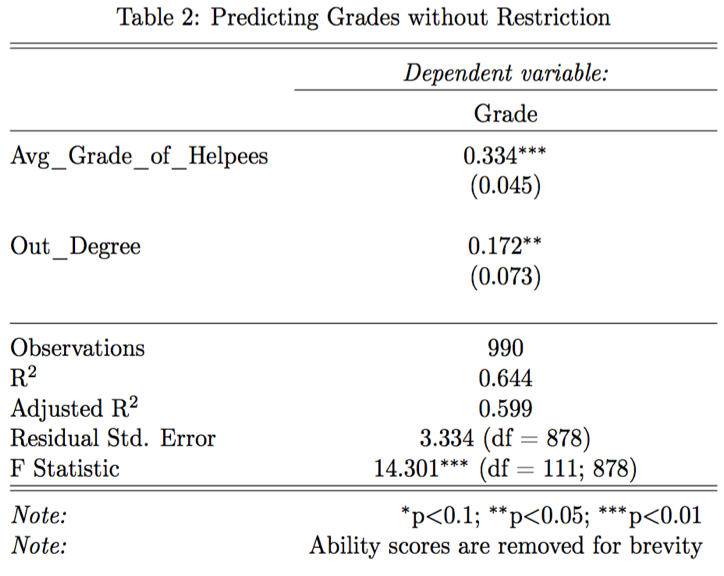 Table 2: Predicting Grades without Restriction
Dependent variable:
Grade
Avg_Grade_of_Helpees 0.334***
(0.045)
Out_Degree 0.172**
(0.073)
Observations 990
R² 0.644
Adjusted R² 0.599
Residual Std. Error 3.334 (df = 878)
F Statistic 14.301*** (df = 111; 878)
Note: *p<0.1; **p<0.05; ***p<0.01
Note: Ability scores are removed for brevity